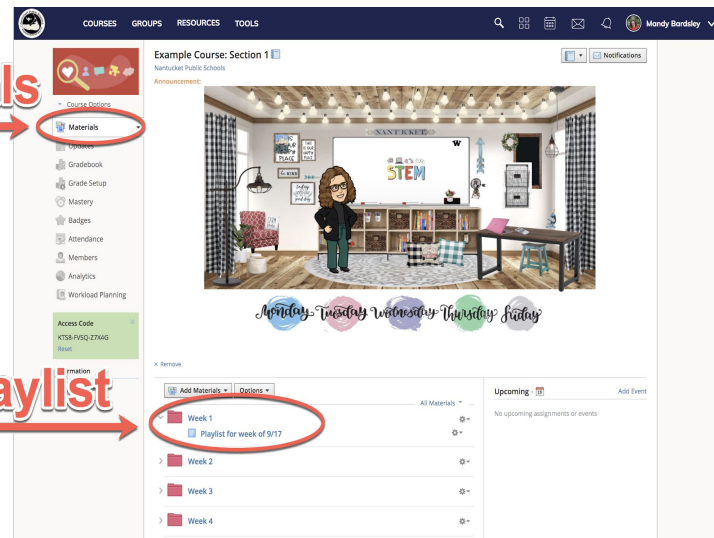 COURSES GROUPS RESOURCES TOOLS Mandy Bardsley
Example Course: Section 1
Notifications
Nantucket Public Schools
Announcement:
ls
Course Options
Materials
Updates
Gradebook
Grade Setup
Mastery
Badges
Attendance
Members
Analytics
Workload Planning
Access Code
KTS8-FVSQ-Z7X4G
Reset
rmation
NANTUCKET
W
STEM
PLACE
Monday Tuesday Wednesday Thursday Friday
× Remove
aylist
Add Materials Options
All Materials
Week 1
Playlist for week of 9/17
Week 2
Week 3
Week 4
Upcoming · 18 Add Event
No upcoming assignments or events